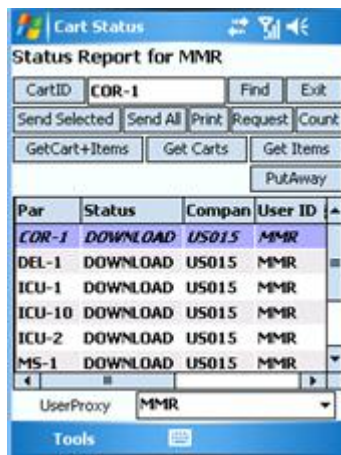 Cart Status
Status Report for MMR
CartID COR-1 Find Exit
Send Selected Send All Print Request Count
GetCart+Items Get Carts Get Items
PutAway
Par Status Compan User ID
COR-1 DOWNLOAD US015 MMR
DEL-1 DOWNLOAD US015 MMR
ICU-1 DOWNLOAD US015 MMR
ICU-10 DOWNLOAD US015 MMR
ICU-2 DOWNLOAD US015 MMR
MS-1 DOWNLOAD US015 MMR
UserProxy MMR
Tools